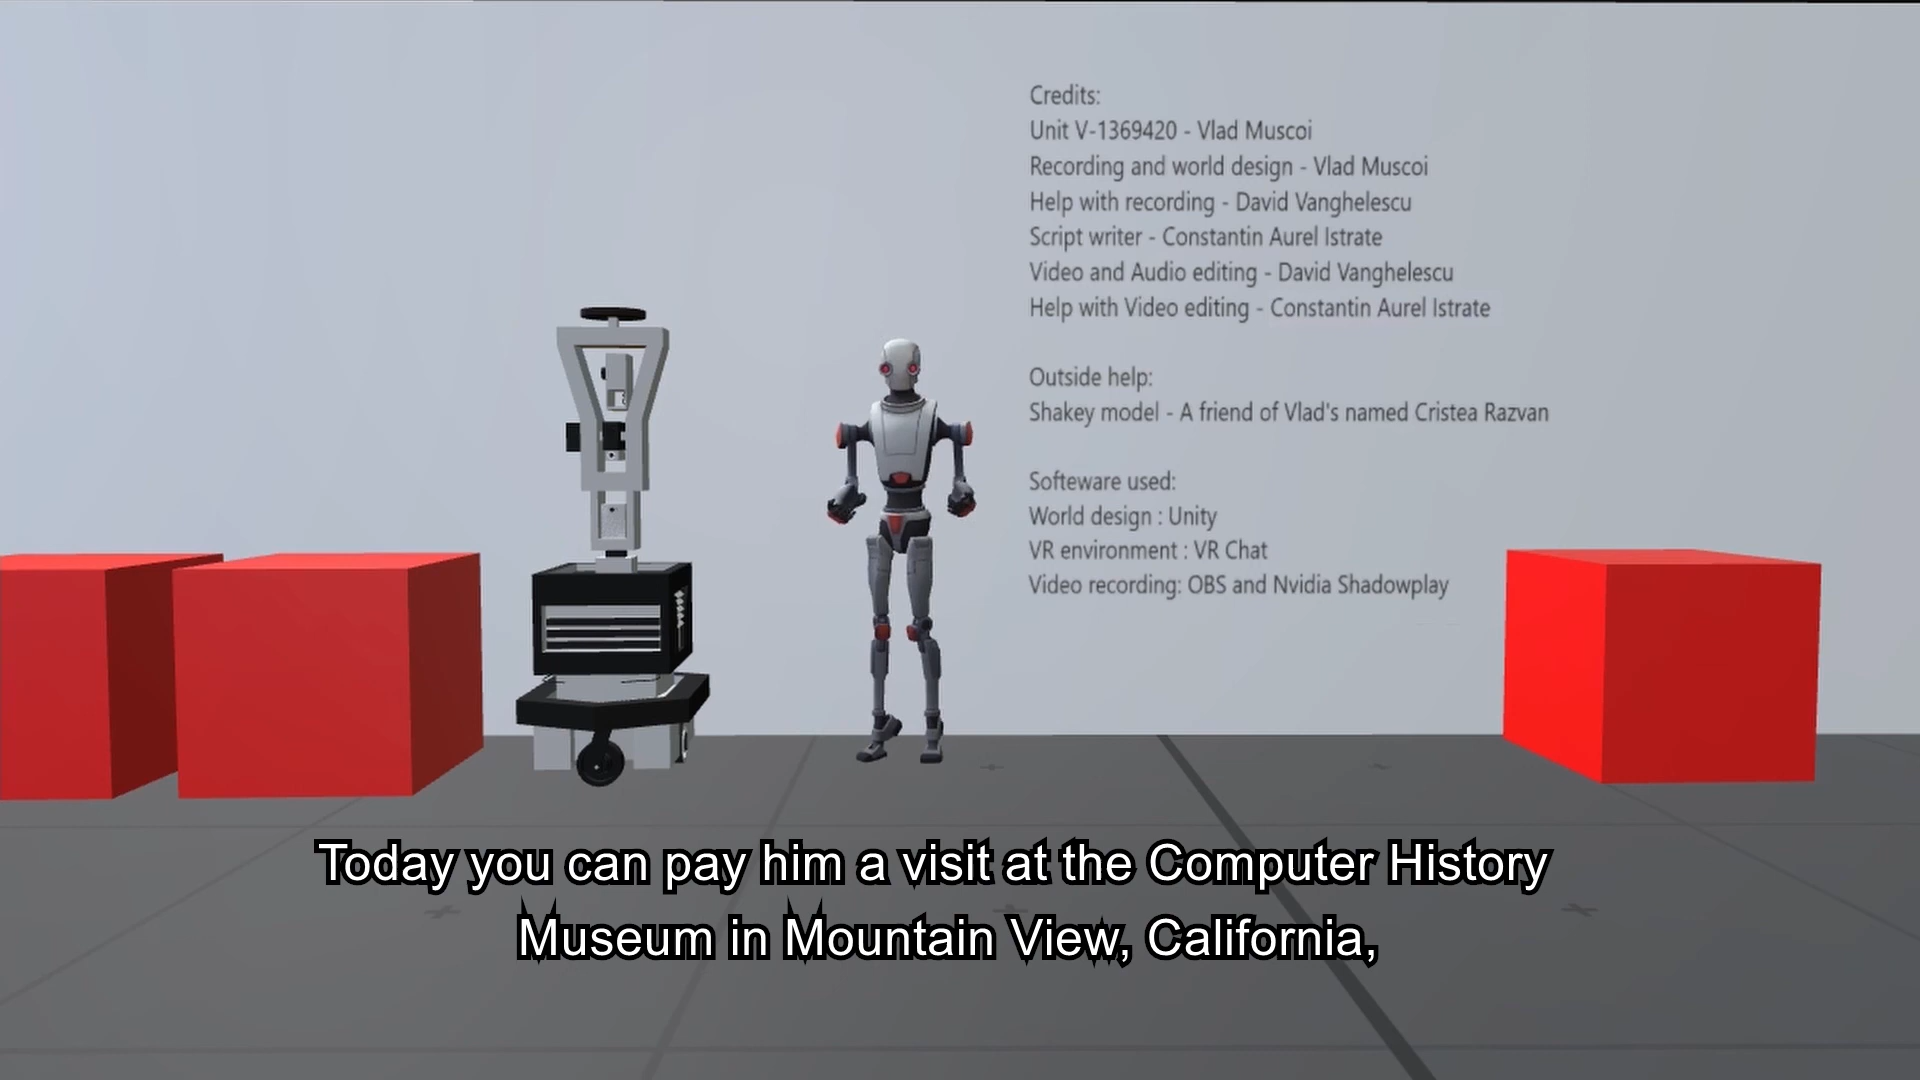 Credits:
Unit V-1369420 - Vlad Muscoi
Recording and world design - Vlad Muscoi
Help with recording - David Vanghelescu
Script writer - Constantin Aurel Istrate
Video and Audio editing - David Vanghelescu
Help with Video editing - Constantin Aurel Istrate
Outside help:
Shakey model - A friend of Vlad's named Cristea Razvan
Softeware used:
World design : Unity
VR environment : VR Chat
Video recording: OBS and Nvidia Shadowplay
Today you can pay him a visit at the Computer History
Museum in Mountain View, California,